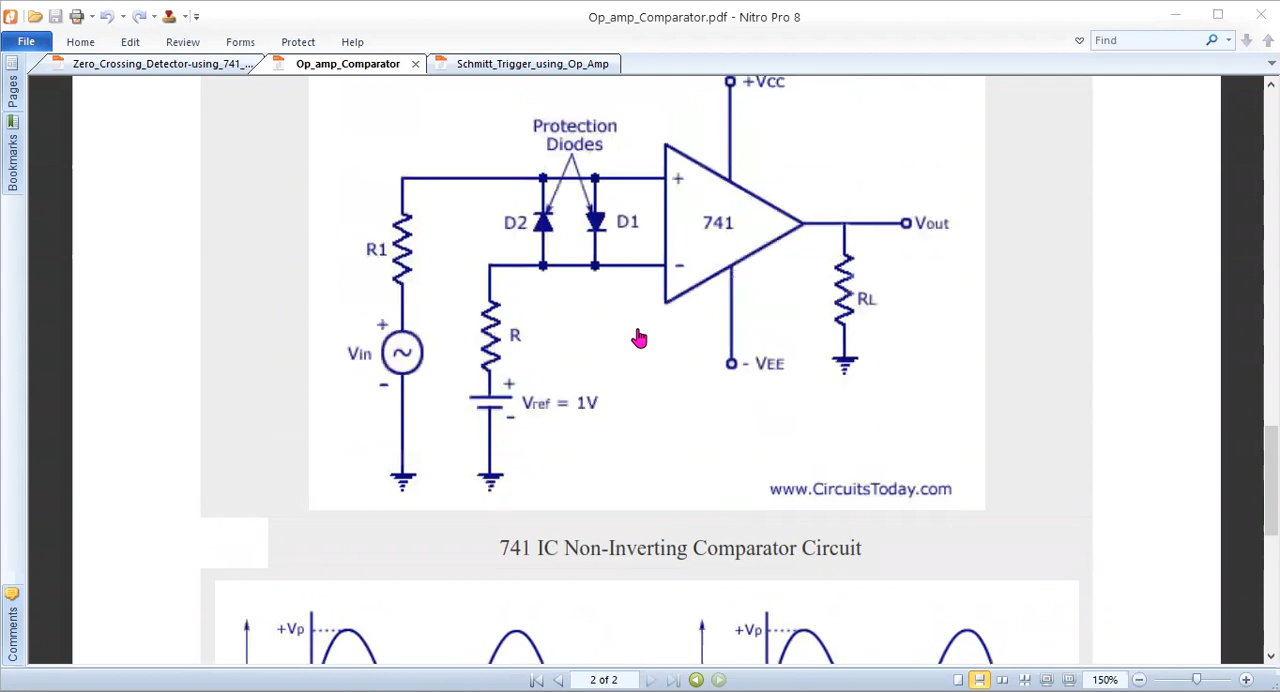 Op_amp_Comparator.pdf - Nitro Pro 8
File Home Edit Review Forms Protect Help Find
Zero_Crossing_Detector-using_741_... Op_amp_Comparator Schmitt_Trigger_using_Op_Amp
Pages
Bookmarks
Comments
+VCC
Protection
Diodes
+
D2
D1
741
Vout
R1
-
RL
+
R
Vin
~
-
- VEE
+
Vref = 1V
-
www.CircuitsToday.com
741 IC Non-Inverting Comparator Circuit
+Vp
+Vp
2 of 2
150%